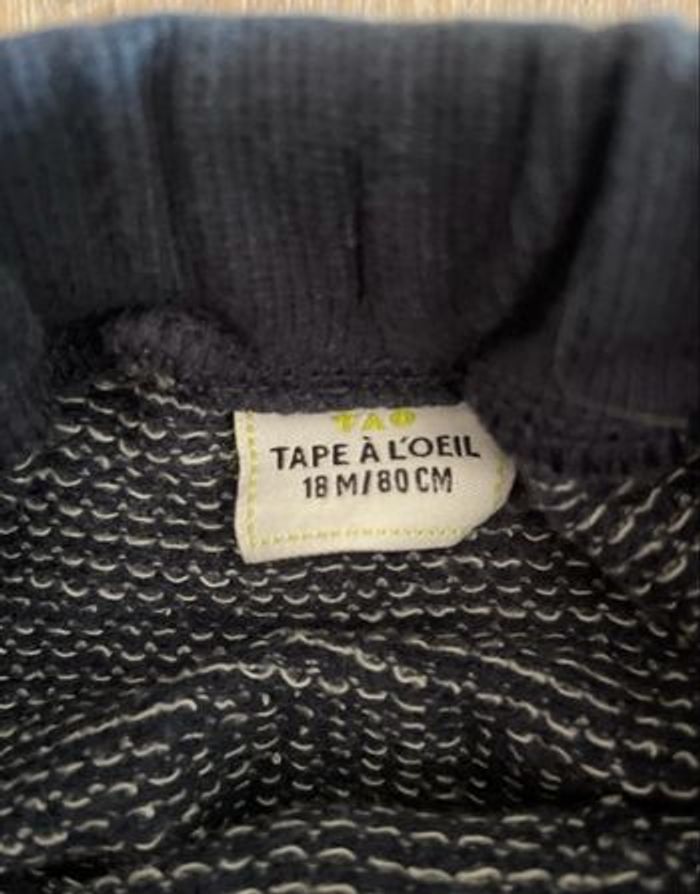 TAO
TAPE À L'OEIL
18 M/80 CM